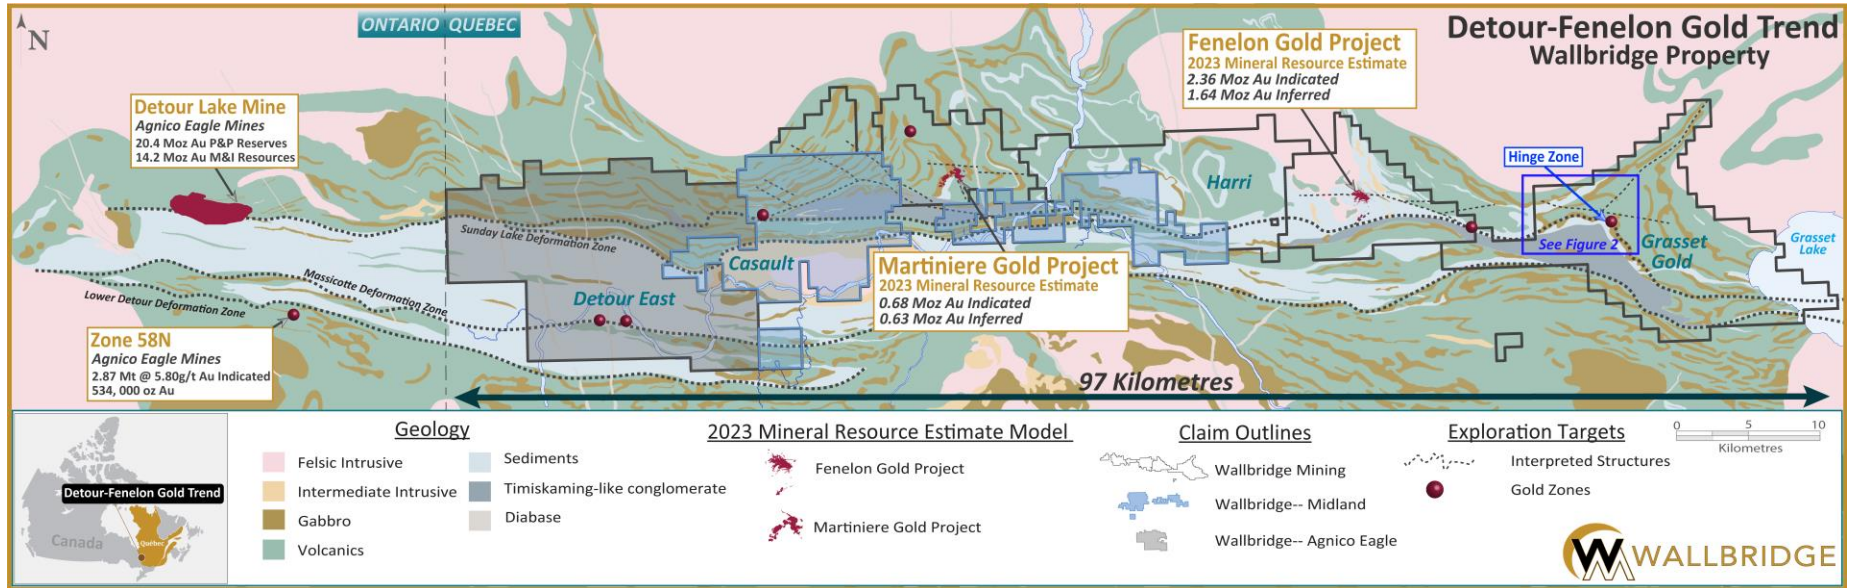 N
ONTARIO QUEBEC
Detour-Fenelon Gold Trend
Wallbridge Property
Fenelon Gold Project
2023 Mineral Resource Estimate
2.36 Moz Au Indicated
1.64 Moz Au Inferred
Detour Lake Mine
Agnico Eagle Mines
20.4 Moz Au P&P Reserves
14.2 Moz Au M&I Resources
Hinge Zone
Harri
Sunday Lake Deformation Zone
See Figure 2
Grasset
Gold
Grasset
Lake
Casault
Martiniere Gold Project
2023 Mineral Resource Estimate
0.68 Moz Au Indicated
0.63 Moz Au Inferred
Massicotte Deformation Zone
Lower Detour Deformation Zone
Detour East
Zone 58N
Agnico Eagle Mines
2.87 Mt @ 5.80g/t Au Indicated
534, 000 oz Au
97 Kilometres
Detour-Fenelon Gold Trend
Canada
Québec
Geology
Felsic Intrusive
Intermediate Intrusive
Gabbro
Volcanics
Sediments
Timiskaming-like conglomerate
Diabase
2023 Mineral Resource Estimate Model
Fenelon Gold Project
Martiniere Gold Project
Claim Outlines
Wallbridge Mining
Wallbridge-- Midland
Wallbridge-- Agnico Eagle
Exploration Targets
Interpreted Structures
Gold Zones
0 5 10
Kilometres
WALLBRIDGE